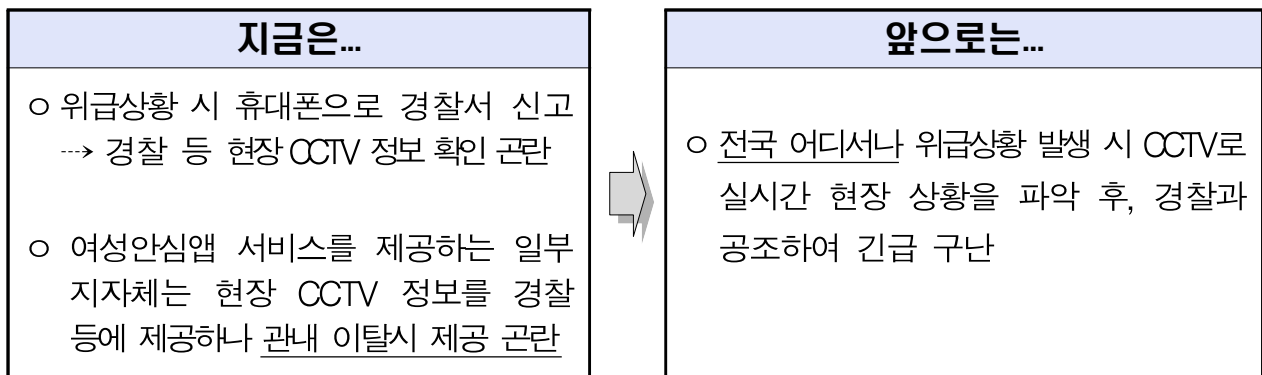 지금은...
ㅇ 위급상황 시 휴대폰으로 경찰서 신고
⇢ 경찰 등 현장 CCTV 정보 확인 곤란
ㅇ 여성안심앱 서비스를 제공하는 일부
지자체는 현장 CCTV 정보를 경찰
등에 제공하나 관내 이탈시 제공 곤란
앞으로는...
ㅇ 전국 어디서나 위급상황 발생 시 CCTV로
실시간 현장 상황을 파악 후, 경찰과
공조하여 긴급 구난